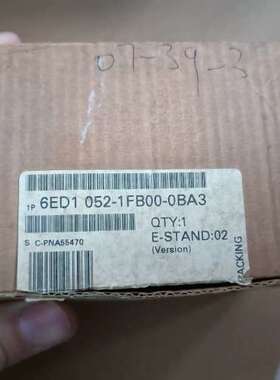 07-39-3
1P 6ED1 052-1FB00-0BA3
QTY:1
S C-PNA55470
E-STAND:02
(Version)
PACKING